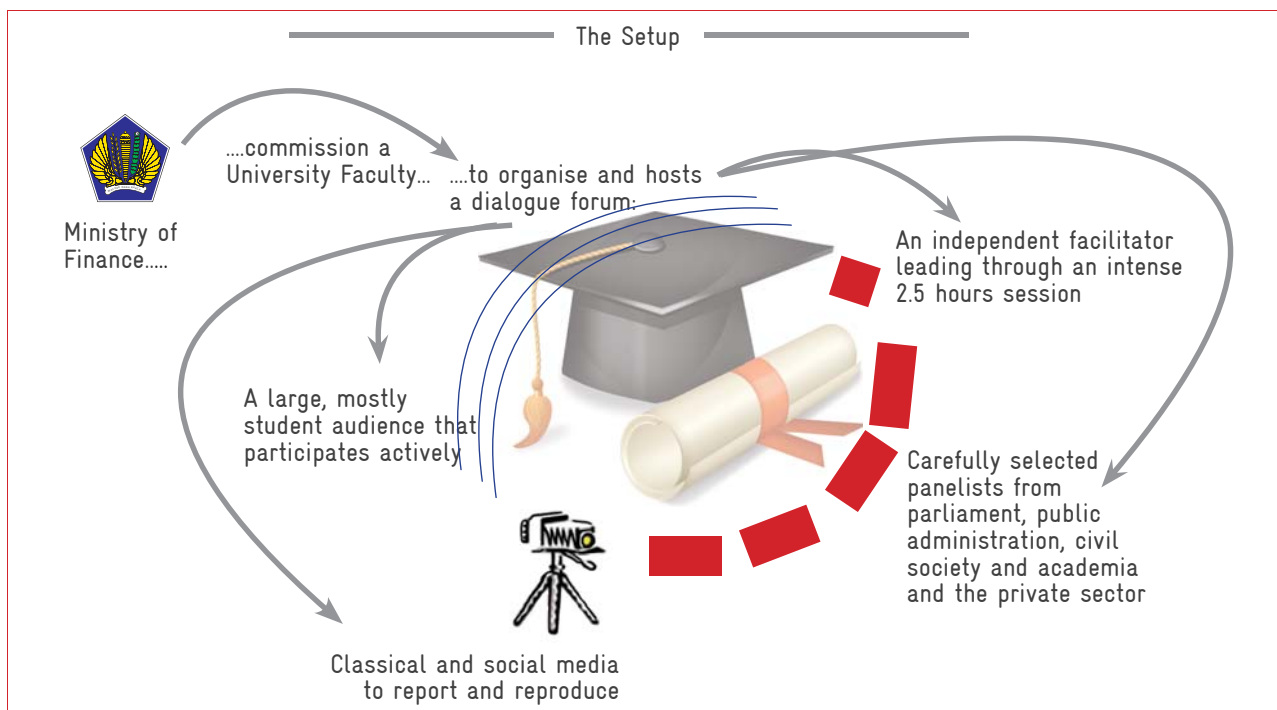 The Setup
....commission a
University Faculty...
....to organise and hosts
a dialogue forum:
Ministry of
Finance.....
An independent facilitator
leading through an intense
2.5 hours session
A large, mostly
student audience that
participates actively
Carefully selected
panelists from
parliament, public
administration, civil
society and academia
and the private sector
Classical and social media
to report and reproduce